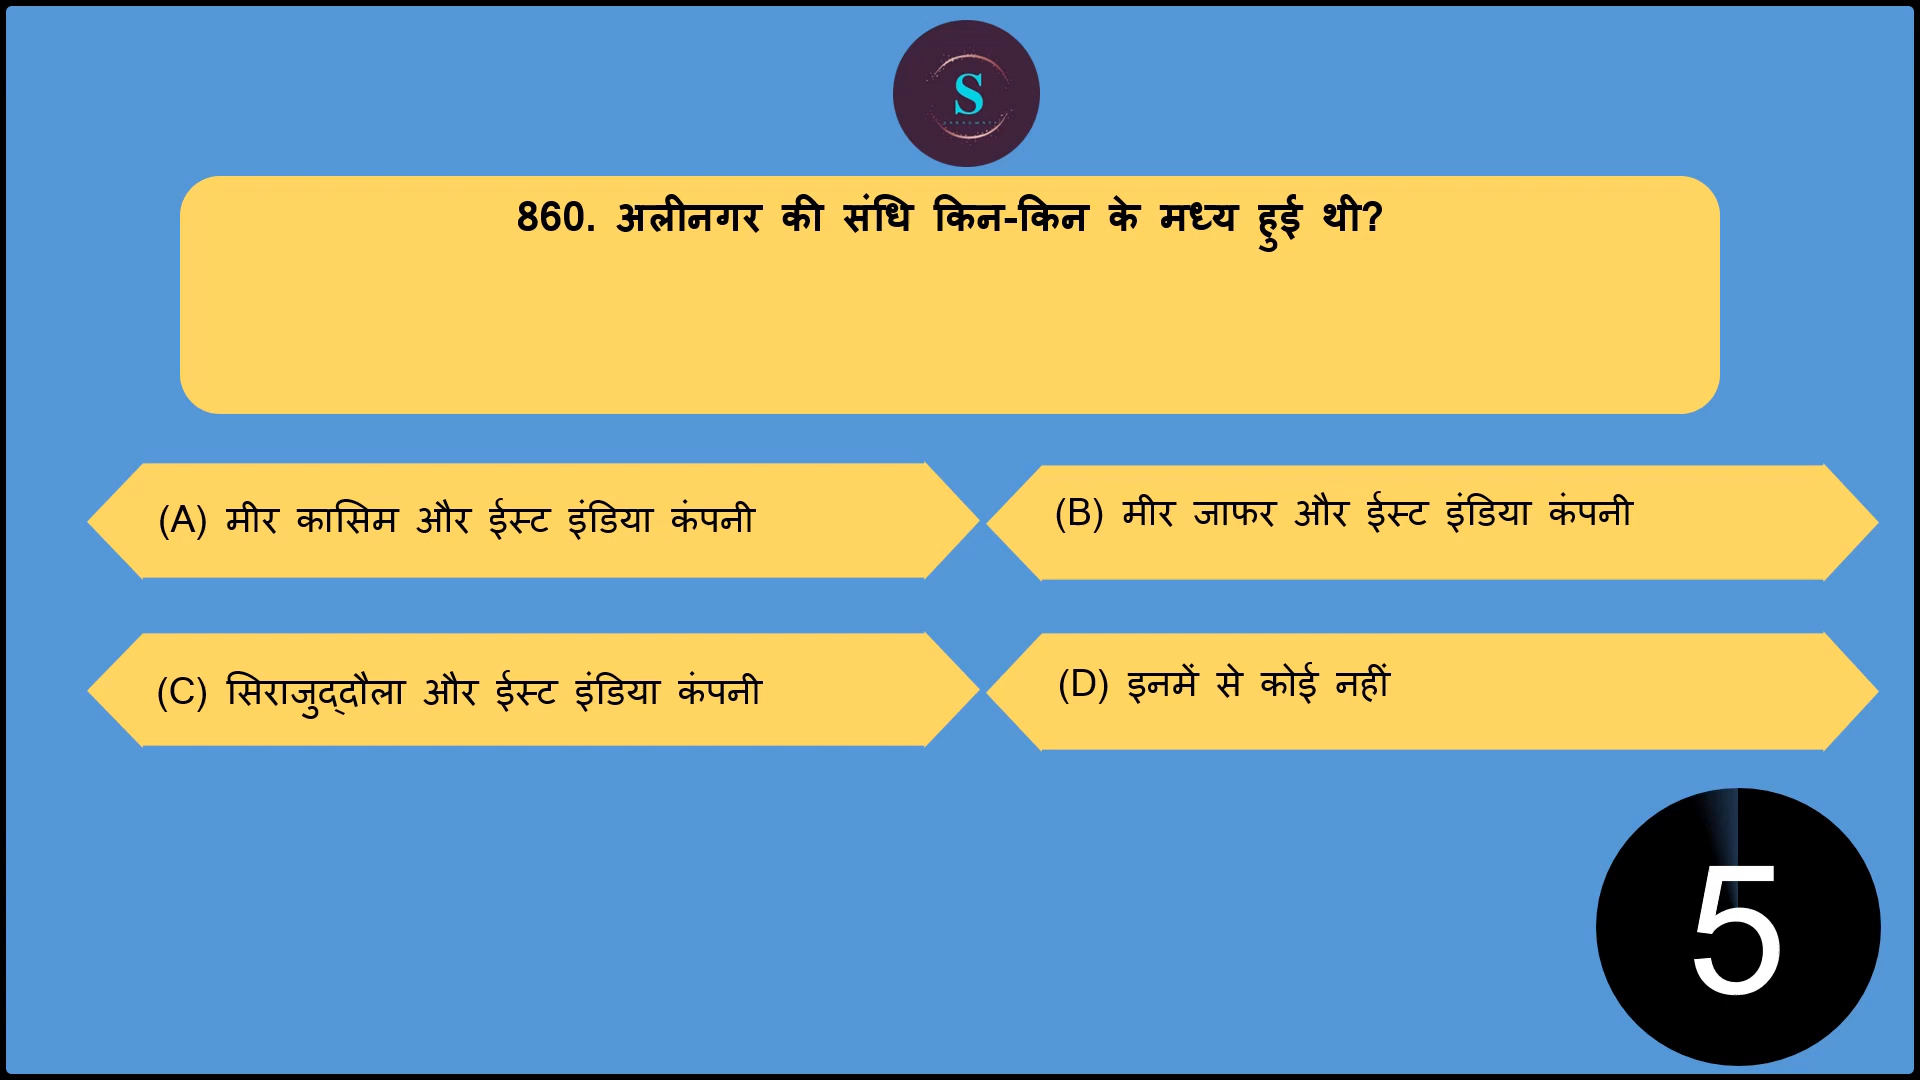 S
860. अलीनगर की संधि किन-किन के मध्य हुई थी?
(A) मीर कासिम और ईस्ट इंडिया कंपनी
(B) मीर जाफर और ईस्ट इंडिया कंपनी
(C) सिराजुद्दौला और ईस्ट इंडिया कंपनी
(D) इनमें से कोई नहीं
5